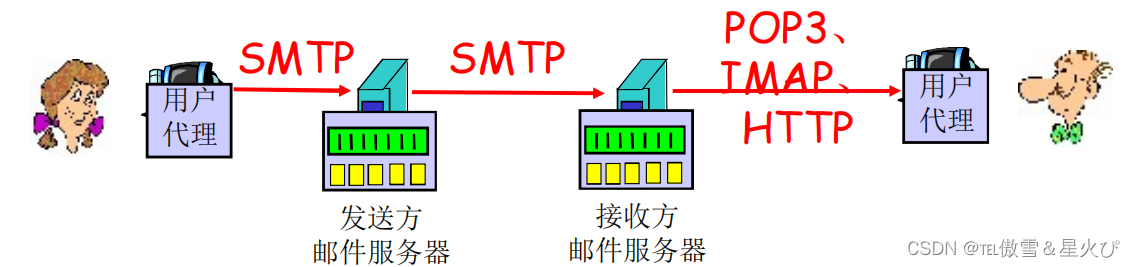 SMTP
SMTP
POP3、
IMAP、
HTTP
用户
代理
用户
代理
发送方
邮件服务器
接收方
邮件服务器
CSDN @℡傲雪&星火ぴ